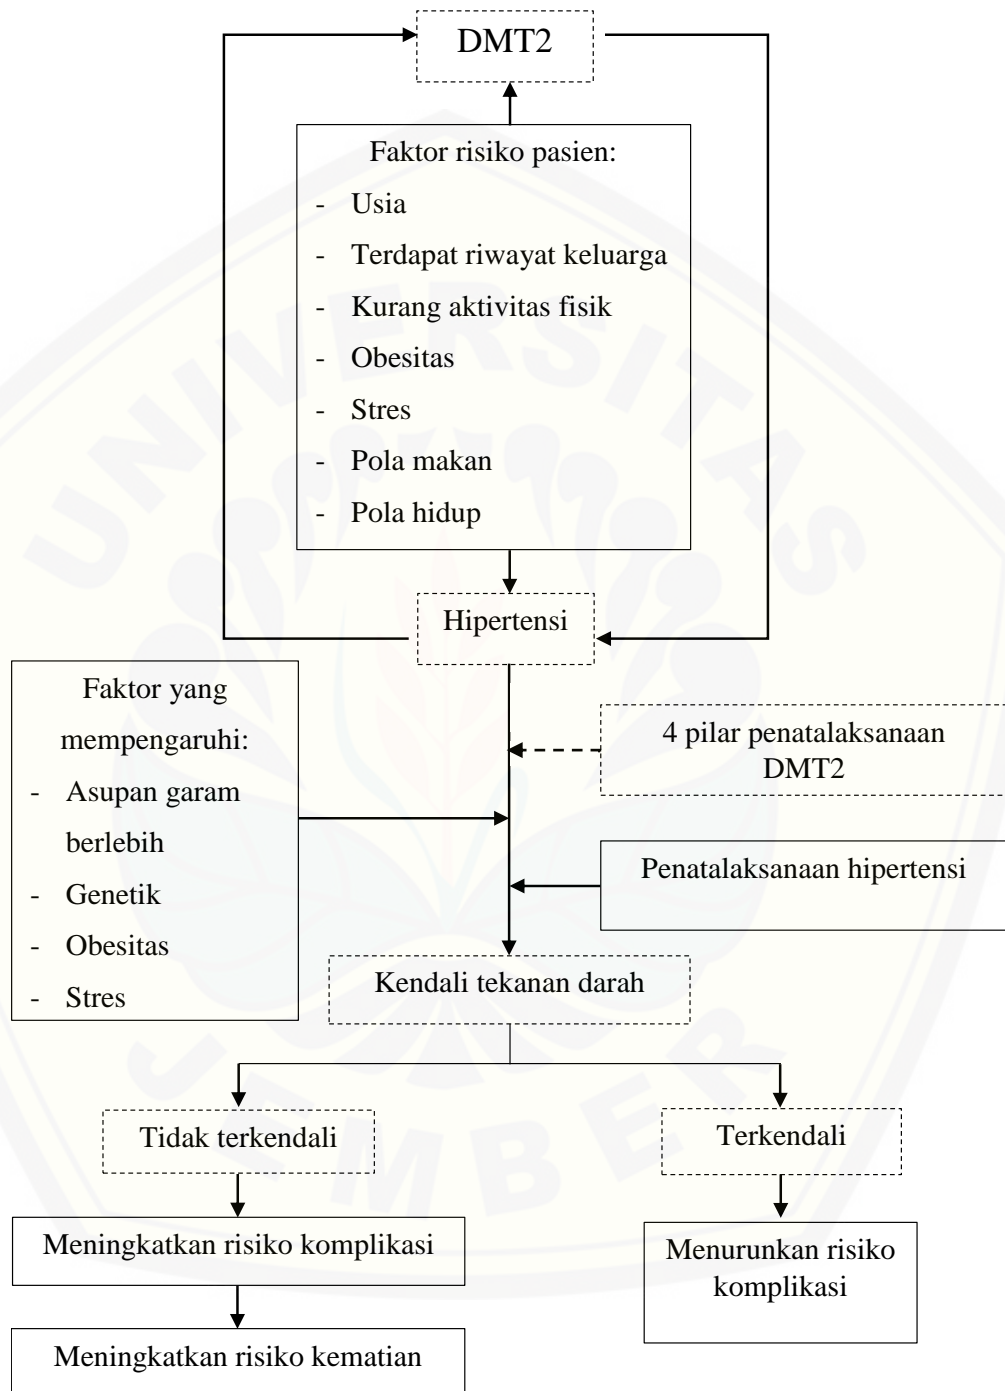 DMT2
Faktor risiko pasien:
- Usia
- Terdapat riwayat keluarga
- Kurang aktivitas fisik
- Obesitas
- Stres
- Pola makan
- Pola hidup
Hipertensi
Faktor yang
mempengaruhi:
- Asupan garam
berlebih
- Genetik
- Obesitas
- Stres
4 pilar penatalaksanaan
DMT2
Penatalaksanaan hipertensi
Kendali tekanan darah
Tidak terkendali
Terkendali
Meningkatkan risiko komplikasi
Menurunkan risiko
komplikasi
Meningkatkan risiko kematian
UNIVERSITAS
JEMBER